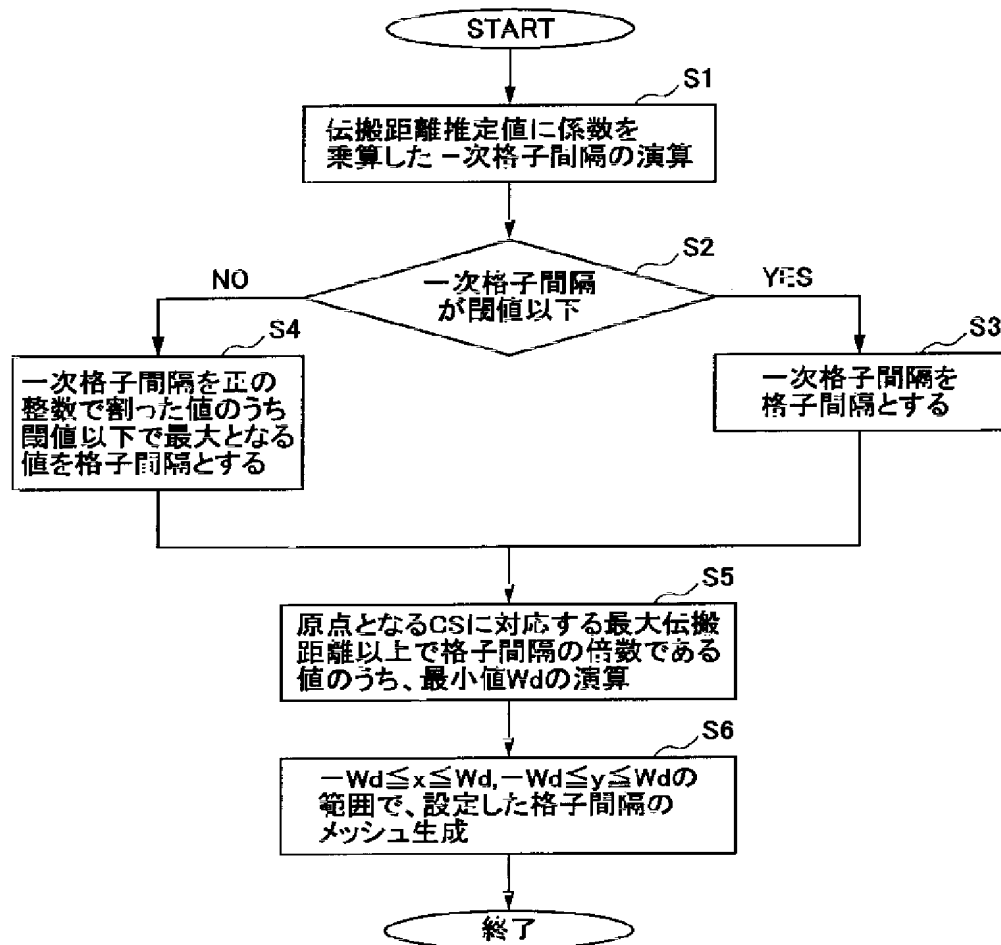 START
S1
伝搬距離推定値に係数を
乗算した一次格子間隔の演算
S2
一次格子間隔
が閾値以下
NO
YES
S4
一次格子間隔を正の
整数で割った値のうち
閾値以下で最大となる
値を格子間隔とする
S3
一次格子間隔を
格子間隔とする
S5
原点となるCSに対応する最大伝搬
距離以上で格子間隔の倍数である
値のうち、最小値Wdの演算
S6
−Wd≦x≦Wd,−Wd≦y≦Wdの
範囲で、設定した格子間隔の
メッシュ生成
終了